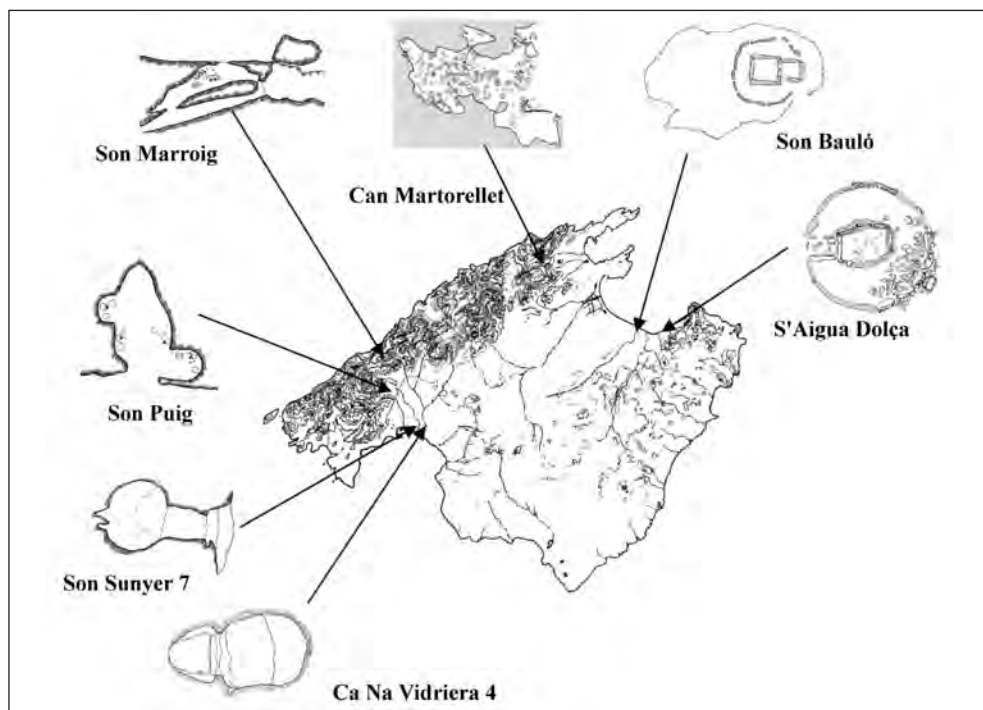 Son Marroig
Can Martorellet
Son Bauló
S'Aigua Dolça
Son Puig
Son Sunyer 7
Ca Na Vidriera 4